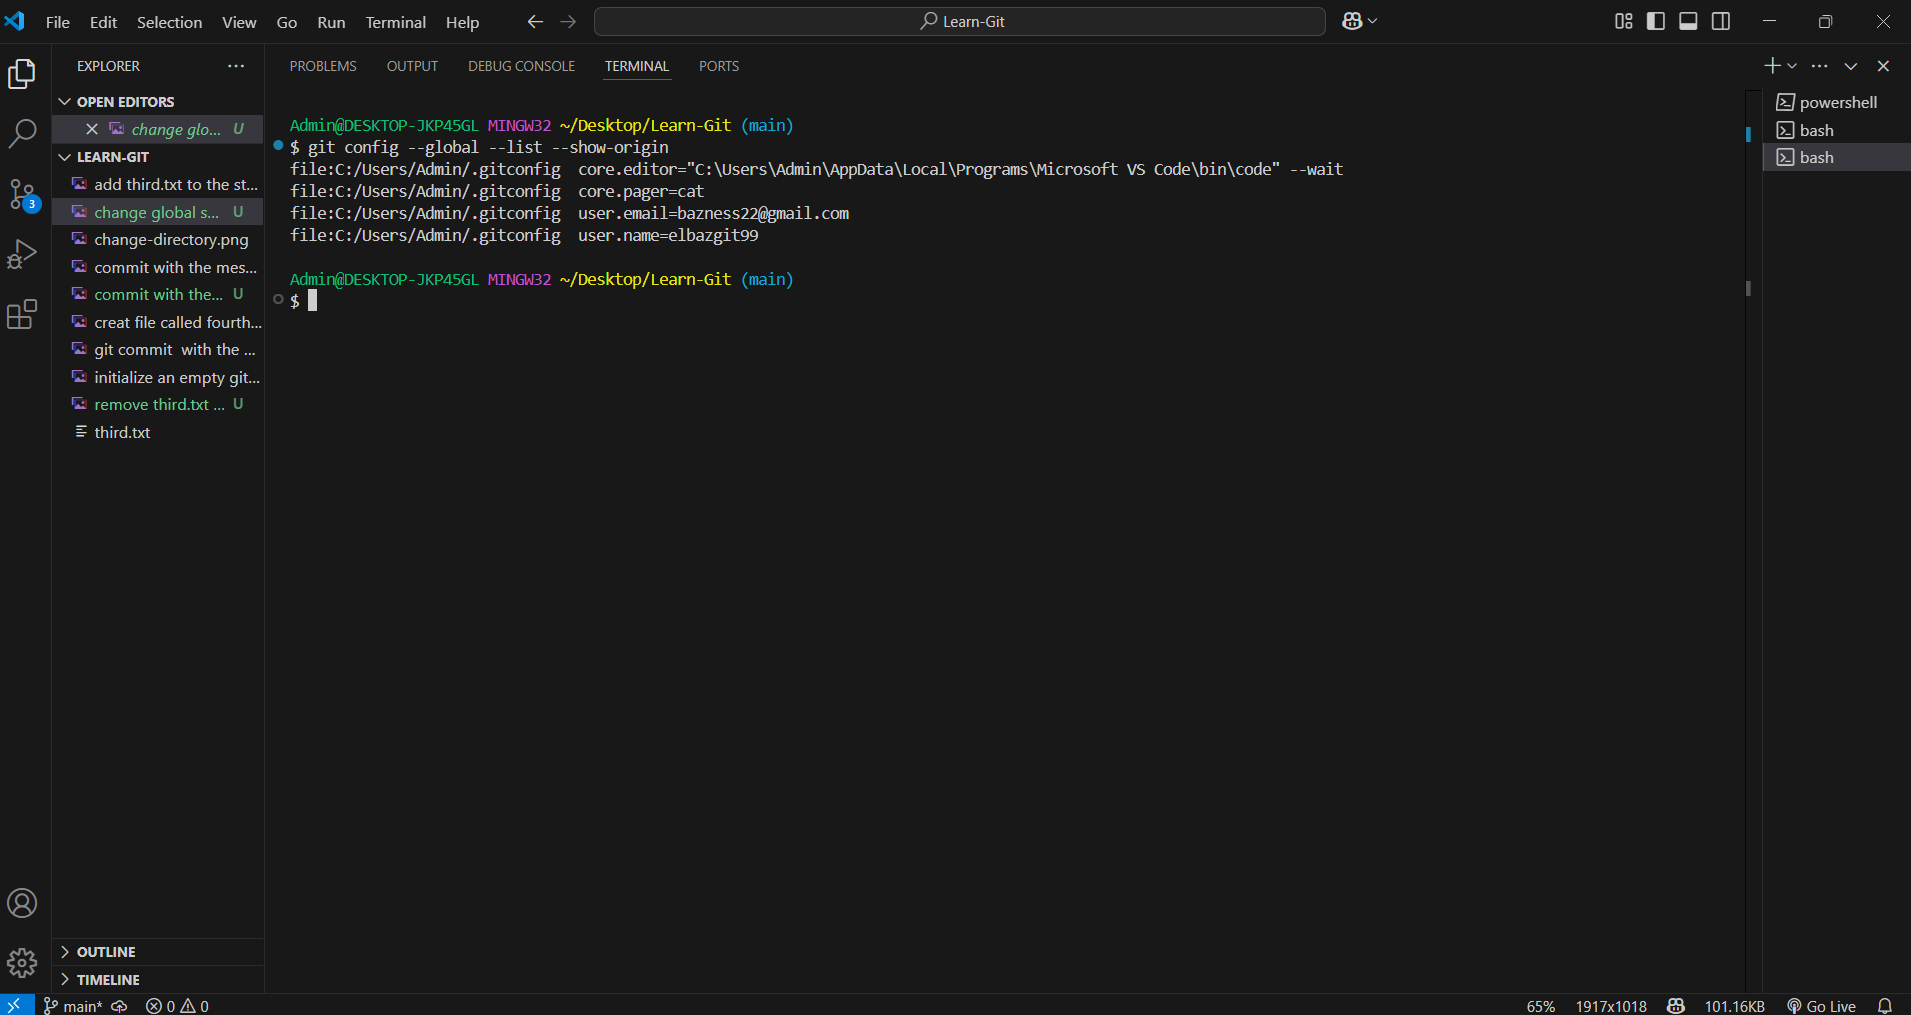 File Edit Selection View Go Run Terminal Help
Learn-Git
EXPLORER
OPEN EDITORS
change glo... U
LEARN-GIT
add third.txt to the st...
change global s... U
change-directory.png
commit with the mes...
commit with the... U
creat file called fourth...
git commit with the ...
initialize an empty git...
remove third.txt ... U
third.txt
OUTLINE
TIMELINE
3
PROBLEMS OUTPUT DEBUG CONSOLE TERMINAL PORTS
Admin@DESKTOP-JKP45GL MINGW32 ~/Desktop/Learn-Git (main)
$ git config --global --list --show-origin
file:C:/Users/Admin/.gitconfig core.editor="C:\Users\Admin\AppData\Local\Programs\Microsoft VS Code\bin\code" --wait
file:C:/Users/Admin/.gitconfig core.pager=cat
file:C:/Users/Admin/.gitconfig user.email=bazness22@gmail.com
file:C:/Users/Admin/.gitconfig user.name=elbazgit99
Admin@DESKTOP-JKP45GL MINGW32 ~/Desktop/Learn-Git (main)
$
powershell
bash
bash
main* 0 0 65% 1917x1018 101.16KB Go Live